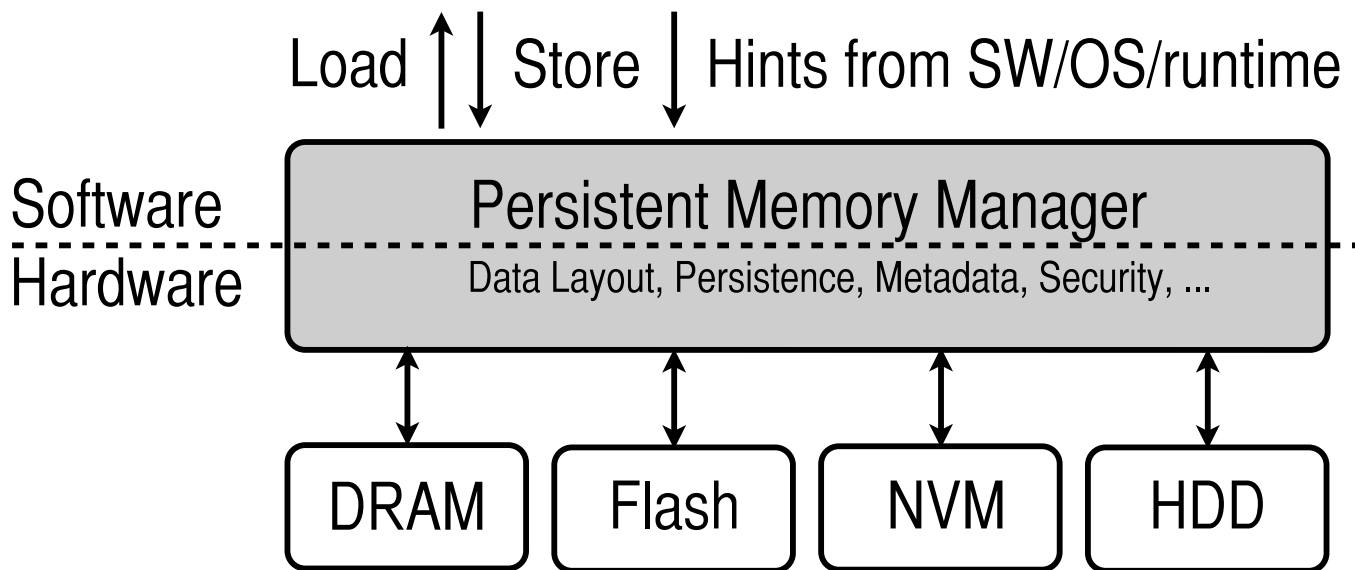 Load Store Hints from SW/OS/runtime
Software
Persistent Memory Manager
Hardware
Data Layout, Persistence, Metadata, Security, ...
DRAM Flash NVM HDD